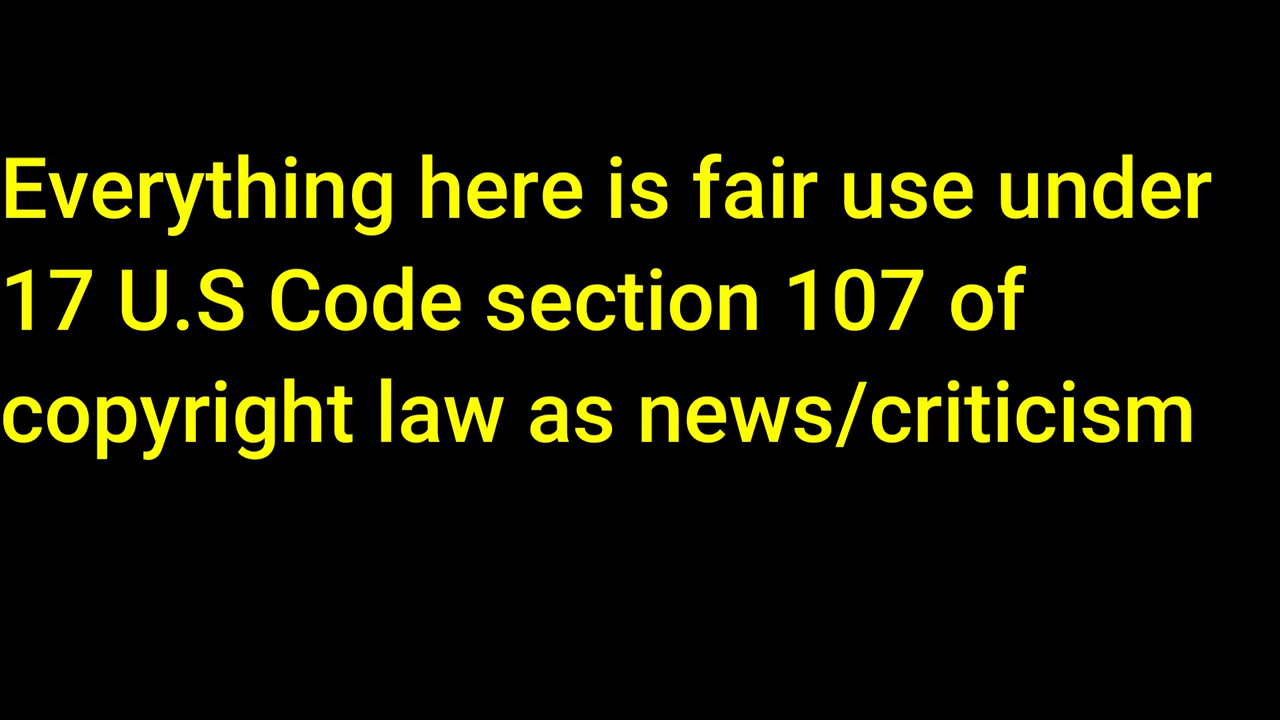 Everything here is fair use under
17 U.S Code section 107 of
copyright law as news/criticism